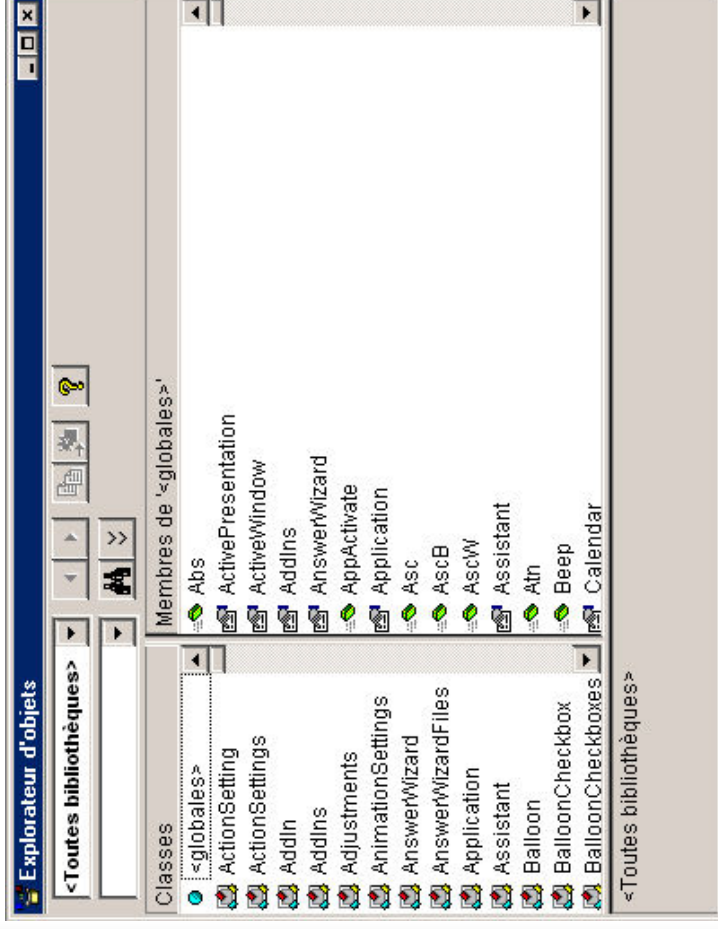 Explorateur d'objets
<Toutes bibliothèques>
Classes
<globales>
ActionSetting
ActionSettings
AddIn
AddIns
Adjustments
AnimationSettings
AnswerWizard
AnswerWizardFiles
Application
Assistant
Balloon
BalloonCheckbox
BalloonCheckboxes
Membres de '<globales>'
Abs
ActivePresentation
ActiveWindow
AddIns
AnswerWizard
AppActivate
Application
Asc
AscB
AscW
Assistant
Atn
Beep
Calendar
<Toutes bibliothèques>